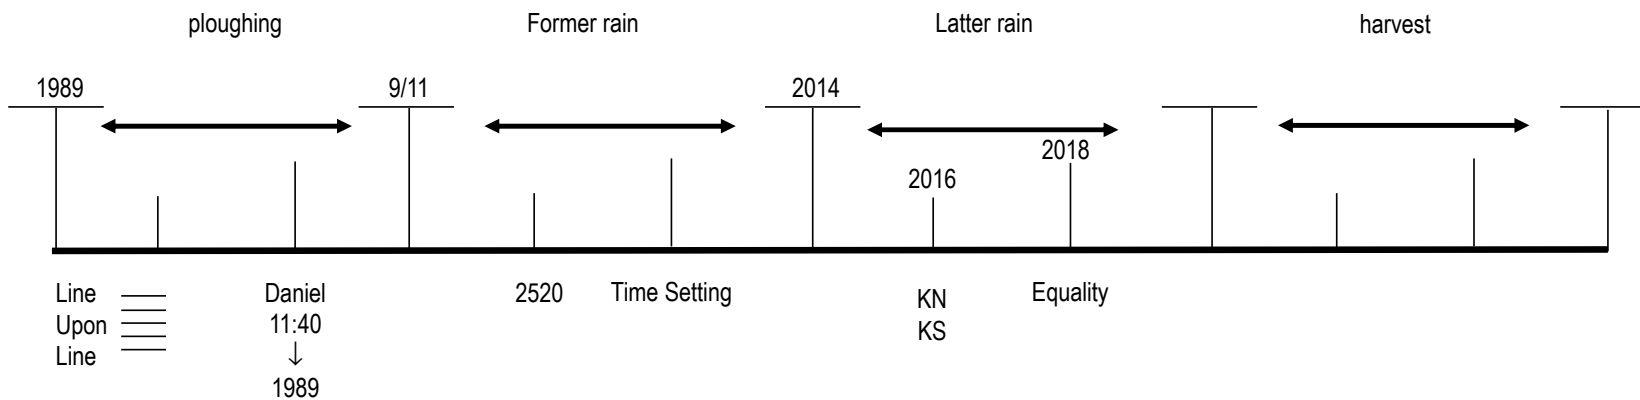 ploughing Former rain Latter rain harvest
1989 9/11 2014
2018
2016
Line Daniel 2520 Time Setting KN Equality
Upon 11:40 KS
Line ↓
1989